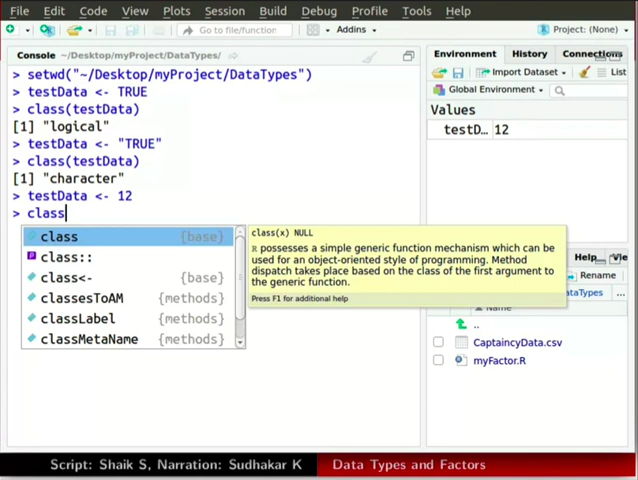 File Edit Code View Plots Session Build Debug Profile Tools Help
Go to file/function Addins Project: (None)
Console ~/Desktop/myProject/DataTypes/
> setwd("~/Desktop/myProject/DataTypes")
> testData <- TRUE
> class(testData)
[1] "logical"
> testData <- "TRUE"
> class(testData)
[1] "character"
> testData <- 12
> class
class {base}
class:: 
class<- {base}
classesToAM {methods}
classLabel {methods}
classMetaName {methods}
class(x) NULL
R possesses a simple generic function mechanism which can be
used for an object-oriented style of programming. Method
dispatch takes place based on the class of the first argument to
the generic function.
Press F1 for additional help
Environment History Connections
Import Dataset List
Global Environment
Values
testD… 12
Help
Rename
ataTypes ...
Name
..
CaptaincyData.csv
myFactor.R
Script: Shaik S, Narration: Sudhakar K Data Types and Factors